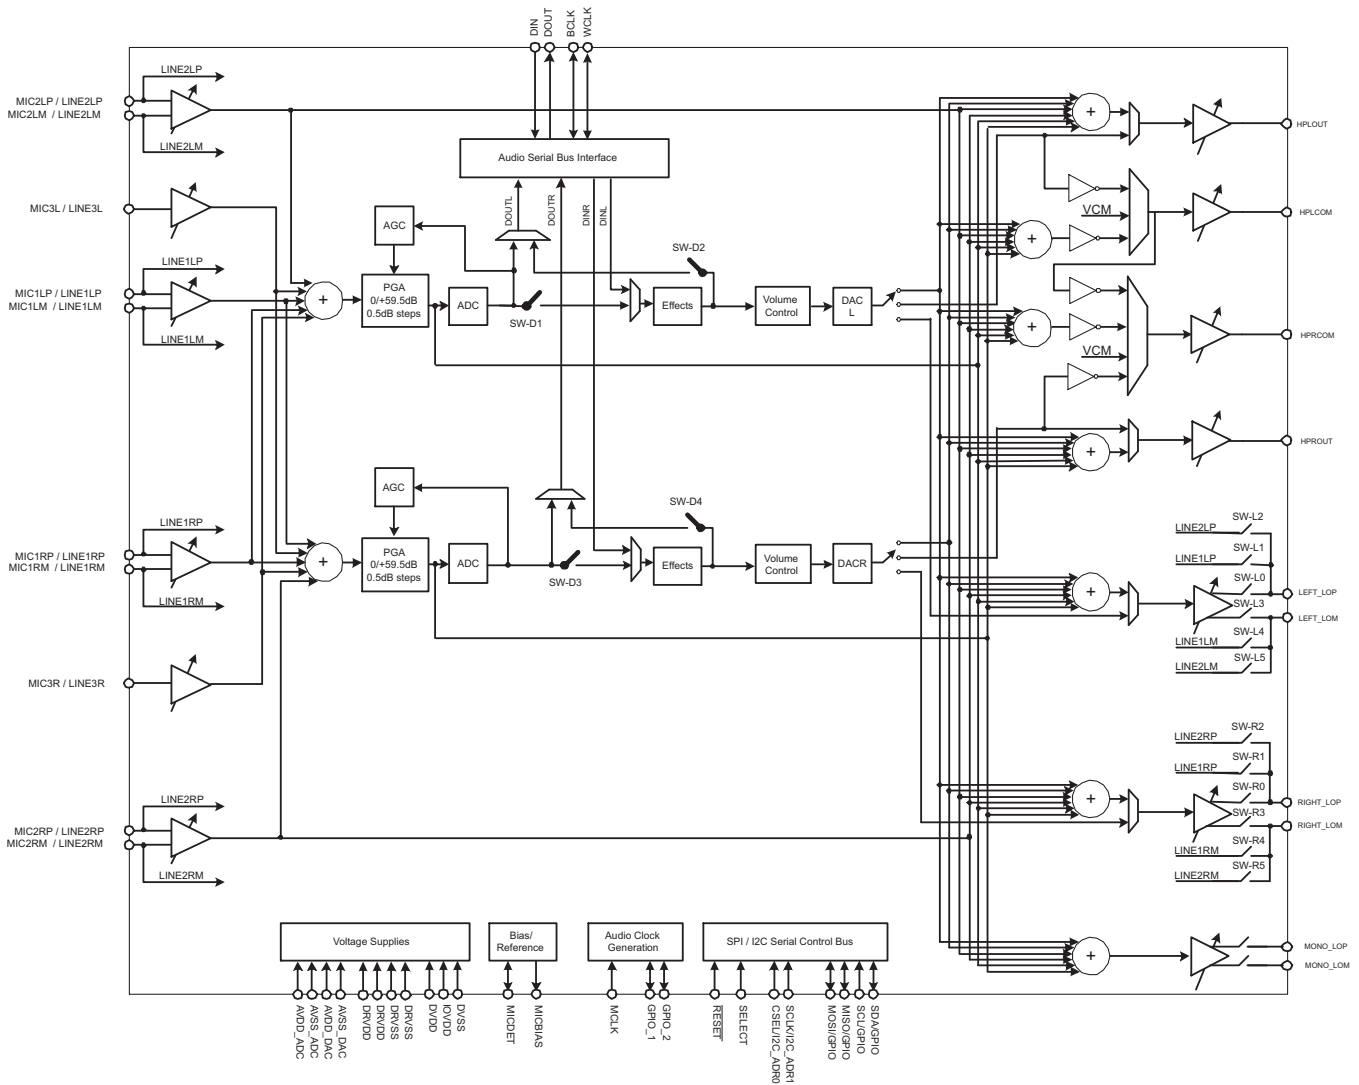 DIN
DOUT
BCLK
WCLK
LINE2LP
MIC2LP / LINE2LP
MIC2LM / LINE2LM
LINE2LM
+
HPLOUT
Audio Serial Bus Interface
MIC3L / LINE3L
DOUTL
DOUTR
DINR
DINL
VCM
HPLCOM
AGC
SW-D2
+
LINE1LP
MIC1LP / LINE1LP
MIC1LM / LINE1LM
LINE1LM
+
PGA
0/+59.5dB
0.5dB steps
ADC
SW-D1
Effects
Volume
Control
DAC
L
+
VCM
HPRCOM
HPROUT
+
AGC
SW-D4
LINE1RP
MIC1RP / LINE1RP
MIC1RM / LINE1RM
LINE1RM
+
PGA
0/+59.5dB
0.5dB steps
ADC
SW-D3
Effects
Volume
Control
DACR
+
SW-L2
LINE2LP
SW-L1
LINE1LP
SW-L0
LEFT_LOP
SW-L3
LEFT_LOM
SW-L4
LINE1LM
SW-L5
LINE2LM
MIC3R / LINE3R
SW-R2
LINE2RP
SW-R1
LINE1RP
SW-R0
RIGHT_LOP
SW-R3
RIGHT_LOM
SW-R4
LINE1RM
SW-R5
LINE2RM
+
LINE2RP
MIC2RP / LINE2RP
MIC2RM / LINE2RM
LINE2RM
Voltage Supplies
Bias/
Reference
Audio Clock
Generation
SPI / I2C Serial Control Bus
+
MONO_LOP
MONO_LOM
AVDD_ADC
AVSS_ADC
AVDD_DAC
AVSS_DAC
DRVDD
DRVDD
DRVSS
DRVSS
DVDD
IOVDD
DVSS
MICDET
MICBIAS
MCLK
GPIO_1
GPIO_2
RESET
SELECT
CSEL/I2C_ADR0
SCLK/I2C_ADR1
MOSI/GPIO
MISO/GPIO
SCL/GPIO
SDA/GPIO